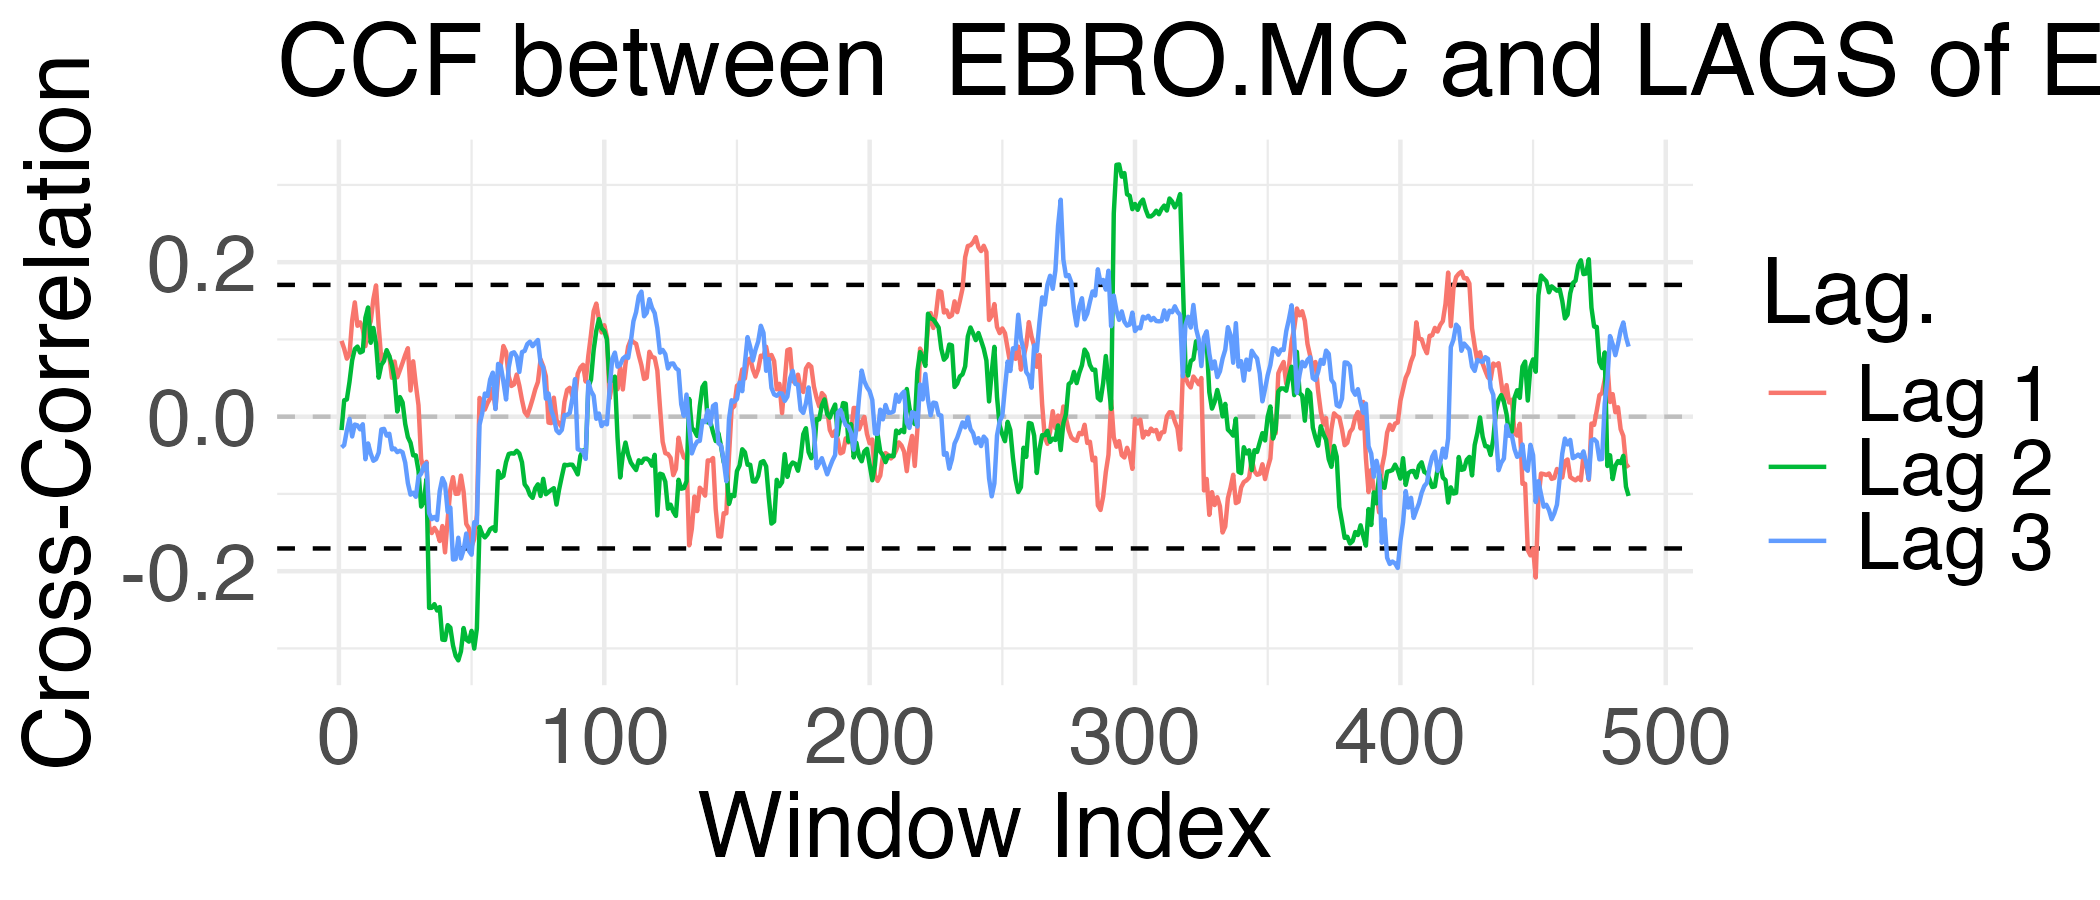 CCF between  EBRO.MC and LAGS of E
Cross-Correlation
0.2
0.0
-0.2
0 100 200 300 400 500
Window Index
Lag.
Lag 1
Lag 2
Lag 3